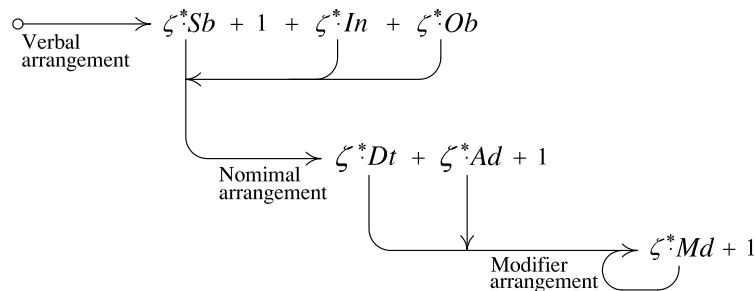 ζ*Sb + 1 + ζ*In + ζ*Ob
Verbal
arrangement
ζ*Dt + ζ*Ad + 1
Nomimal
arrangement
ζ*Md + 1
Modifier
arrangement